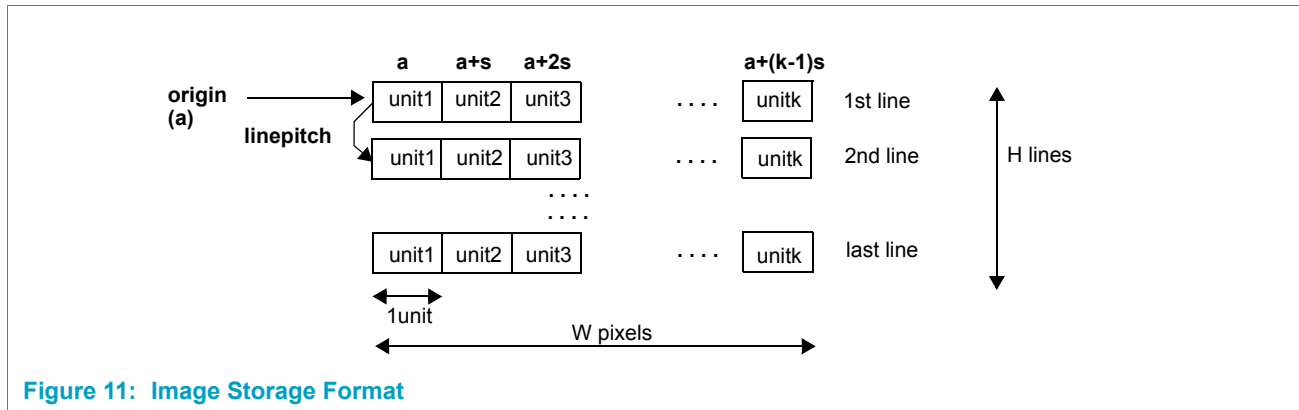 a a+s a+2s a+(k-1)s
origin
(a)
unit1 unit2 unit3 . . . . unitk 1st line
linepitch
unit1 unit2 unit3 . . . . unitk 2nd line
H lines
. . . .
. . . .
unit1 unit2 unit3 . . . . unitk last line
1unit
W pixels
Figure 11: Image Storage Format